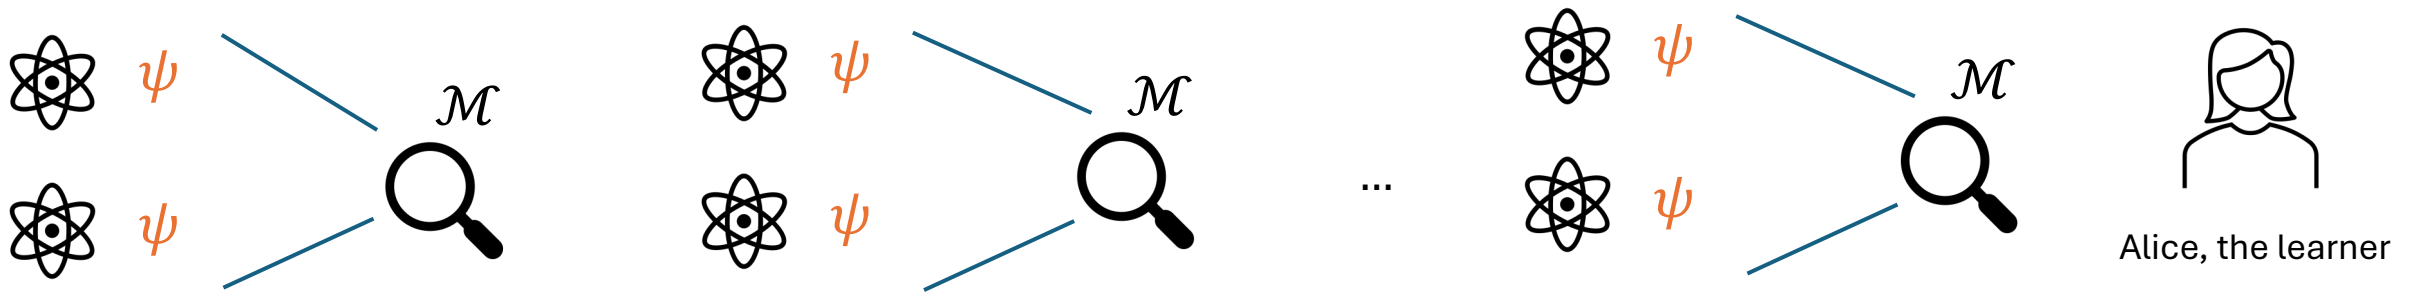 ψ ℳ ψ ℳ ψ ℳ
ψ ψ ... ψ
Alice, the learner